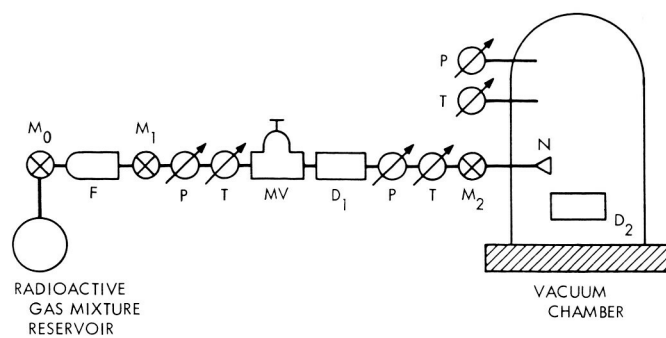 P
T
N
M0
M1
M2
F
P
T
MV
D1
P
T
D2
RADIOACTIVE
GAS MIXTURE
RESERVOIR
VACUUM
CHAMBER